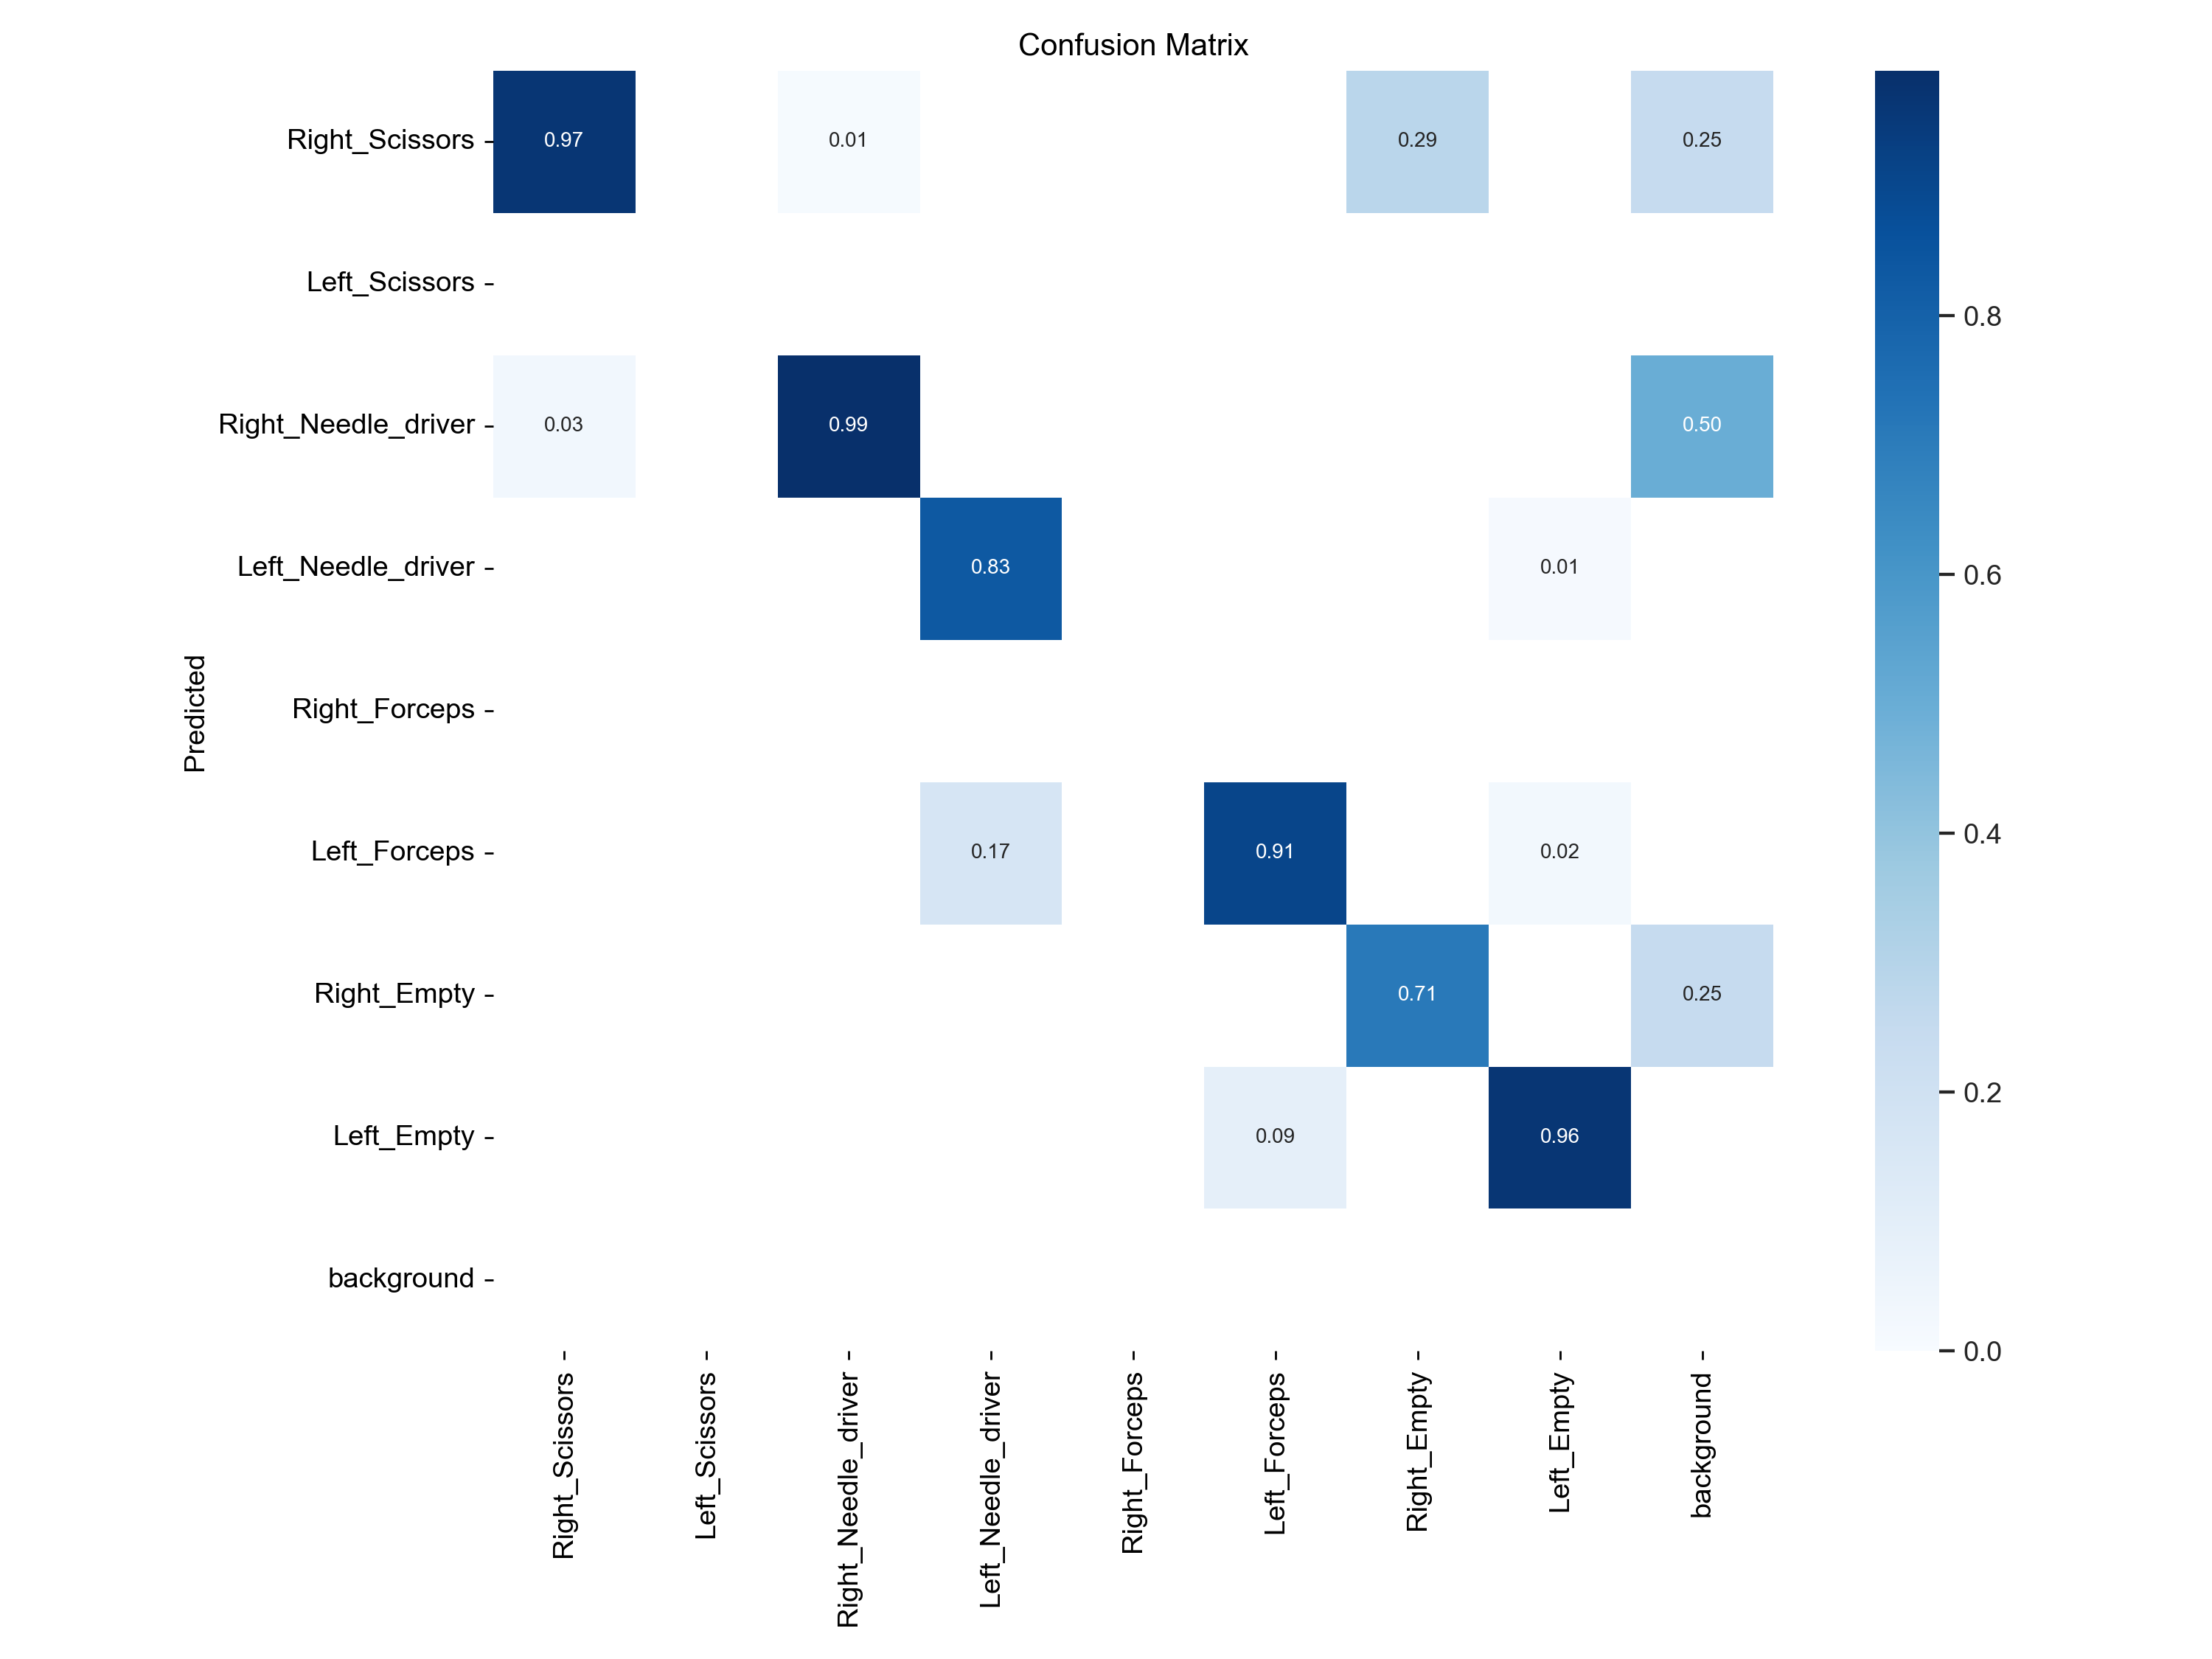 Confusion Matrix
Right_Scissors 0.97 0.01 0.29 0.25
Left_Scissors
0.8
Right_Needle_driver 0.03 0.99 0.50
Left_Needle_driver 0.83 0.01
0.6
Predicted
Right_Forceps
Left_Forceps 0.17 0.91 0.02
0.4
Right_Empty 0.71 0.25
Left_Empty 0.09 0.96
0.2
background
0.0
Right_Scissors
Left_Scissors
Right_Needle_driver
Left_Needle_driver
Right_Forceps
Left_Forceps
Right_Empty
Left_Empty
background